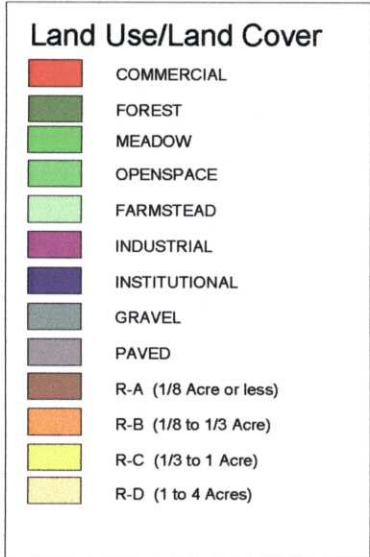 Land Use/Land Cover
COMMERCIAL
FOREST
MEADOW
OPENSPACE
FARMSTEAD
INDUSTRIAL
INSTITUTIONAL
GRAVEL
PAVED
R-A (1/8 Acre or less)
R-B (1/8 to 1/3 Acre)
R-C (1/3 to 1 Acre)
R-D (1 to 4 Acres)